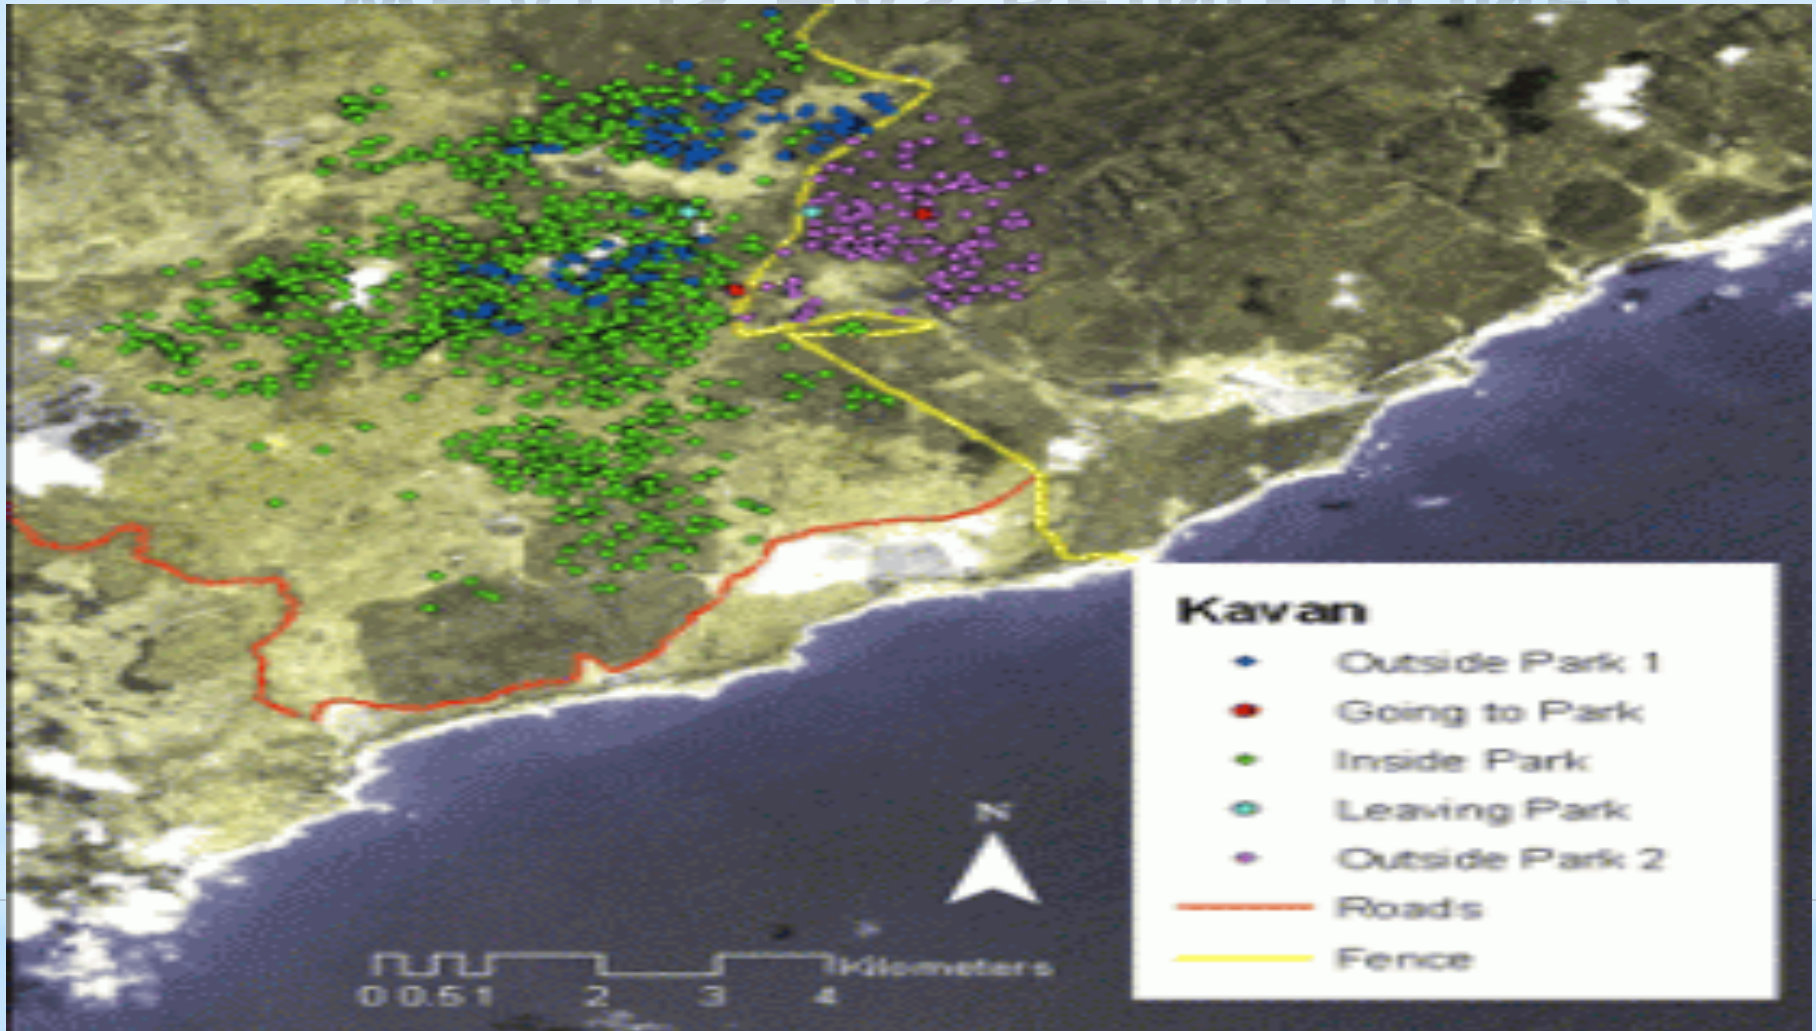 Kavan
Outside Park 1
Going to Park
Inside Park
Leaving Park
Outside Park 2
Roads
Fence
N
Kilometers
0 0.5 1 2 3 4